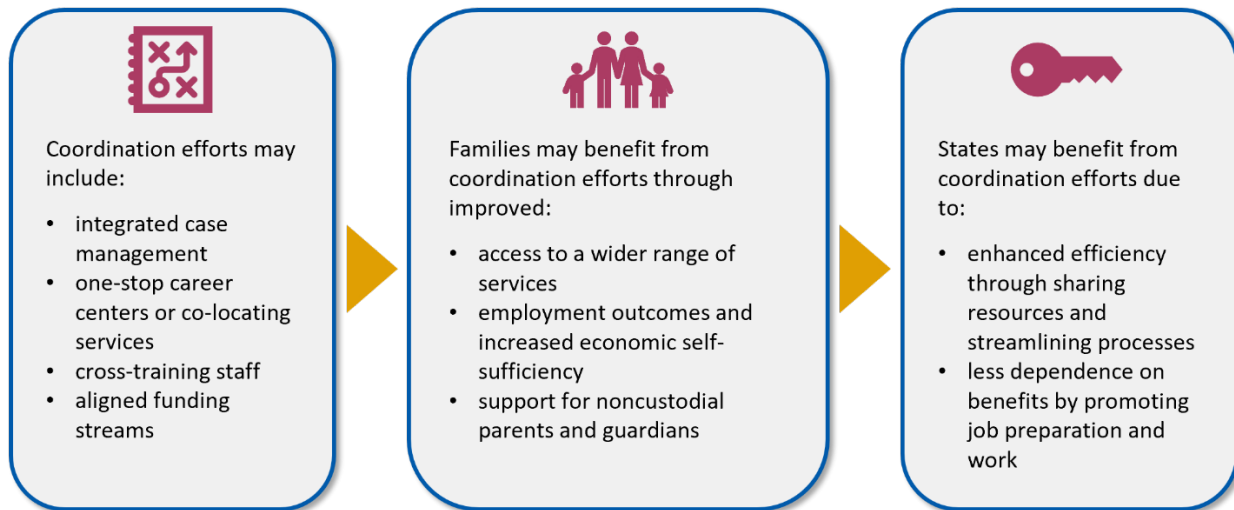 Coordination efforts may
include:
• integrated case
management
• one-stop career
centers or co-locating
services
• cross-training staff
• aligned funding
streams
Families may benefit from
coordination efforts through
improved:
• access to a wider range of
services
• employment outcomes and
increased economic self-
sufficiency
• support for noncustodial
parents and guardians
States may benefit from
coordination efforts due
to:
• enhanced efficiency
through sharing
resources and
streamlining processes
• less dependence on
benefits by promoting
job preparation and
work